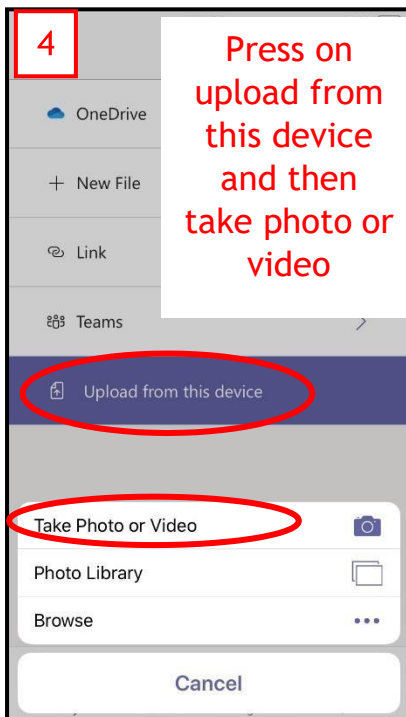 4
Press on
upload from
this device
and then
take photo or
video
OneDrive
New File
Link
Teams
Upload from this device
Take Photo or Video
Photo Library
Browse
Cancel